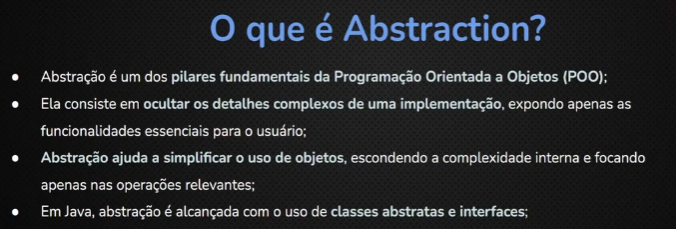 O que é Abstraction?
● Abstração é um dos pilares fundamentais da Programação Orientada a Objetos (POO);
● Ela consiste em ocultar os detalhes complexos de uma implementação, expondo apenas as
funcionalidades essenciais para o usuário;
● Abstração ajuda a simplificar o uso de objetos, escondendo a complexidade interna e focando
apenas nas operações relevantes;
● Em Java, abstração é alcançada com o uso de classes abstratas e interfaces;